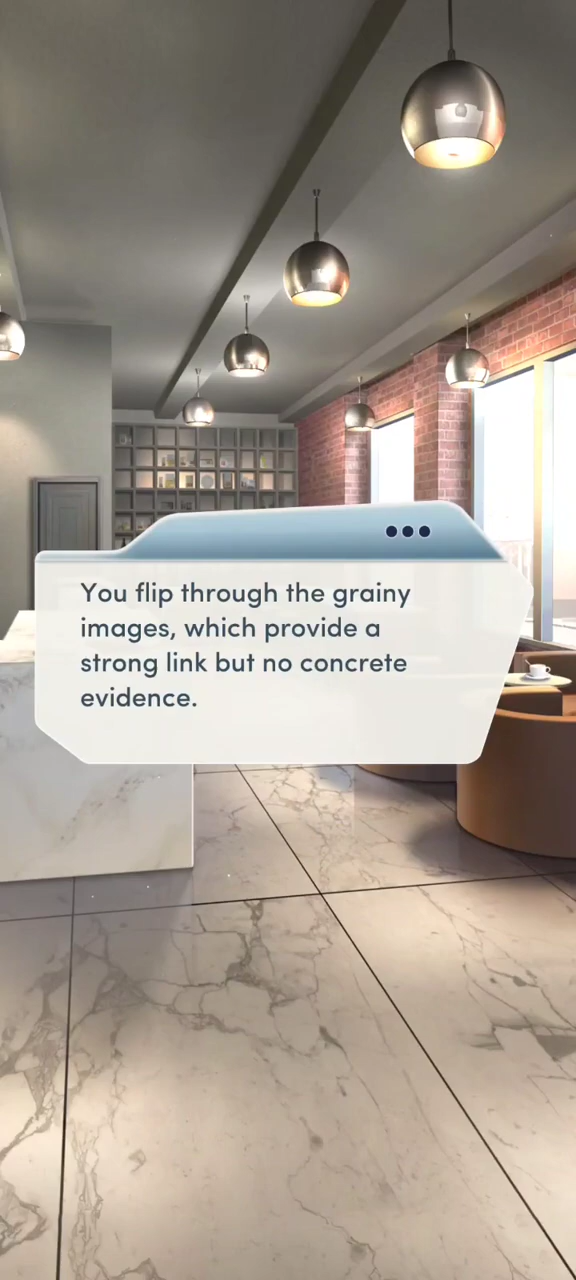 You flip through the grainy
images, which provide a
strong link but no concrete
evidence.